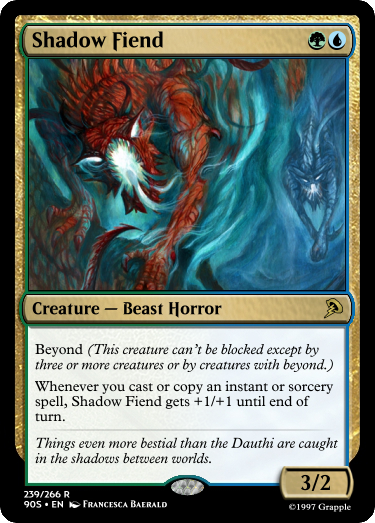 Shadow Fiend
Creature — Beast Horror
Beyond (This creature can't be blocked except by
three or more creatures or by creatures with beyond.)
Whenever you cast or copy an instant or sorcery
spell, Shadow Fiend gets +1/+1 until end of
turn.
Things even more bestial than the Dauthi are caught
in the shadows between worlds.
3/2
239/266 R
90S • EN Francesca Baerald
©1997 Grapple